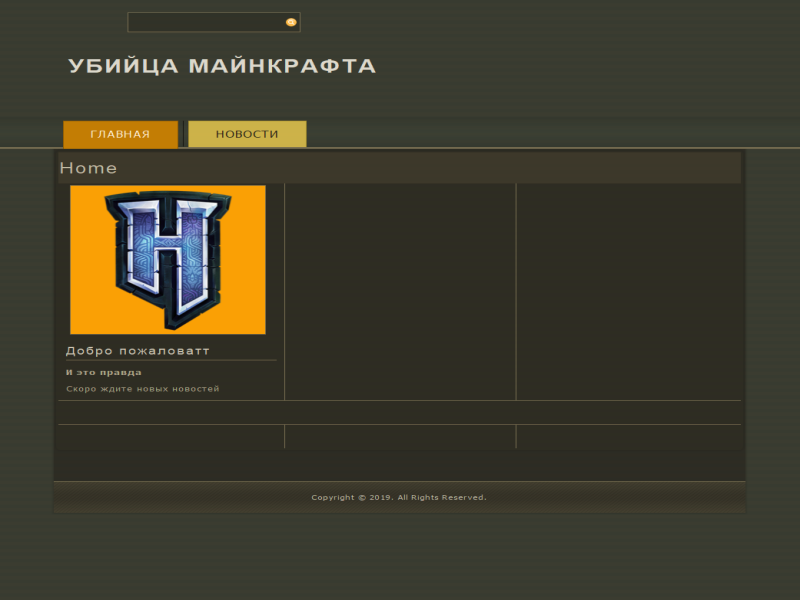 УБИЙЦА МАЙНКРАФТА
ГЛАВНАЯ
НОВОСТИ
Home
H
Добро пожаловатт
И это правда
Скоро ждите новых новостей
Copyright © 2019. All Rights Reserved.